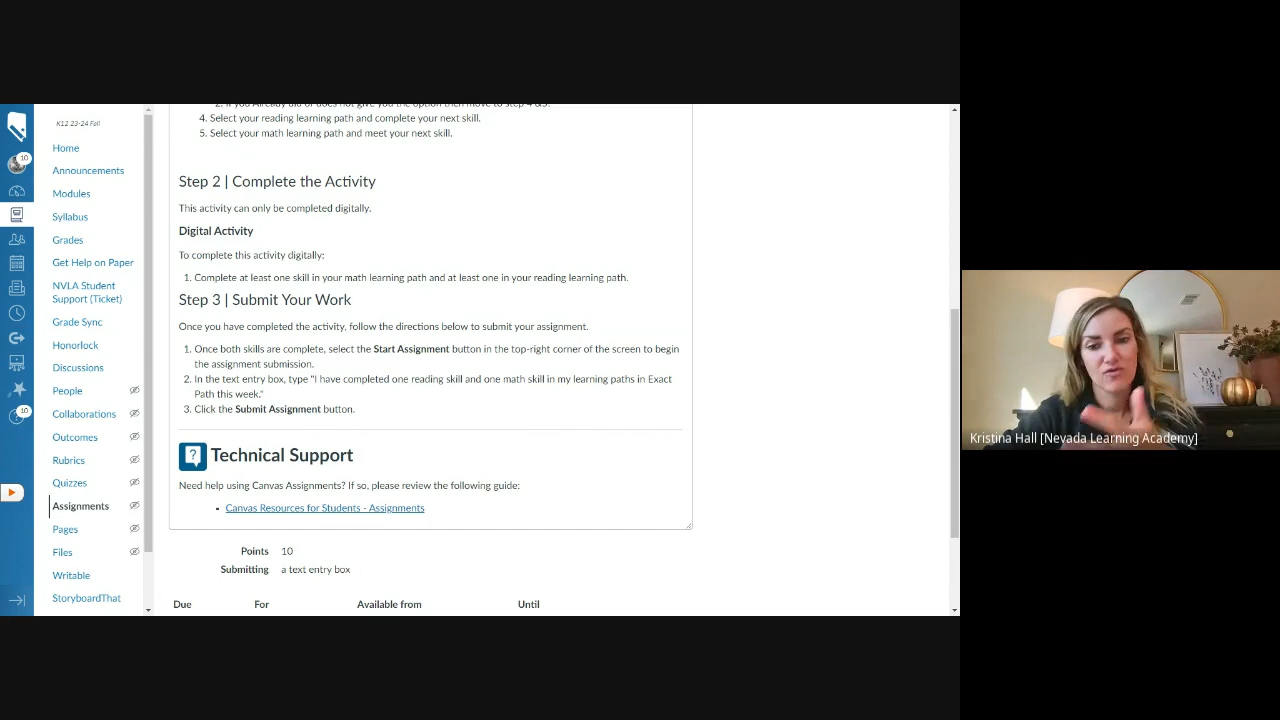 K12 23-24 Fall
Home
Announcements
Modules
Syllabus
Grades
Get Help on Paper
NVLA Student
Support (Ticket)
Grade Sync
Honorlock
Discussions
People
Collaborations
Outcomes
Rubrics
Quizzes
Assignments
Pages
Files
Writable
StoryboardThat
10
10
4. Select your reading learning path and complete your next skill.
5. Select your math learning path and meet your next skill.
Step 2 | Complete the Activity
This activity can only be completed digitally.
Digital Activity
To complete this activity digitally:
1. Complete at least one skill in your math learning path and at least one in your reading learning path.
Step 3 | Submit Your Work
Once you have completed the activity, follow the directions below to submit your assignment.
1. Once both skills are complete, select the Start Assignment button in the top-right corner of the screen to begin
the assignment submission.
2. In the text entry box, type "I have completed one reading skill and one math skill in my learning paths in Exact
Path this week."
3. Click the Submit Assignment button.
Technical Support
Need help using Canvas Assignments? If so, please review the following guide:
Canvas Resources for Students - Assignments
Points 10
Submitting a text entry box
Due For Available from Until
Kristina Hall [Nevada Learning Academy]